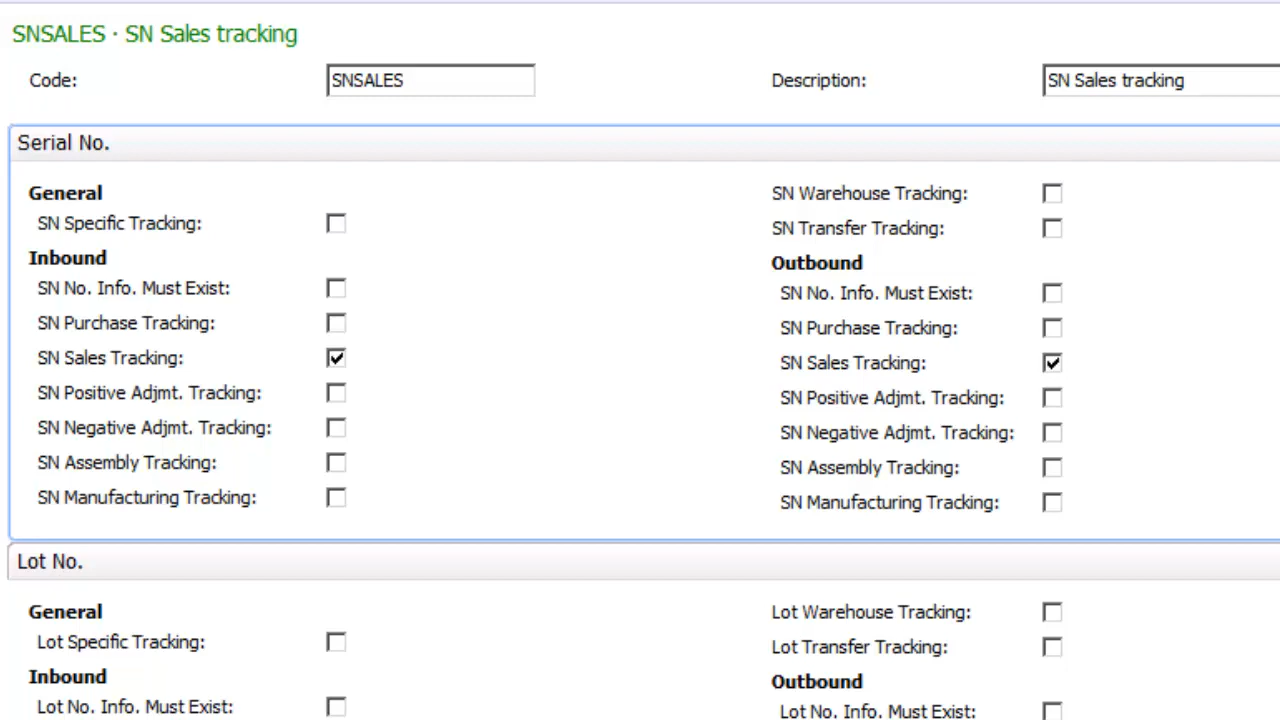 SNSALES · SN Sales tracking
Code: SNSALES Description: SN Sales tracking
Serial No.
General
SN Specific Tracking:
Inbound
SN No. Info. Must Exist:
SN Purchase Tracking:
SN Sales Tracking:
SN Positive Adjmt. Tracking:
SN Negative Adjmt. Tracking:
SN Assembly Tracking:
SN Manufacturing Tracking:
SN Warehouse Tracking:
SN Transfer Tracking:
Outbound
SN No. Info. Must Exist:
SN Purchase Tracking:
SN Sales Tracking:
SN Positive Adjmt. Tracking:
SN Negative Adjmt. Tracking:
SN Assembly Tracking:
SN Manufacturing Tracking:
Lot No.
General
Lot Specific Tracking:
Inbound
Lot No. Info. Must Exist:
Lot Warehouse Tracking:
Lot Transfer Tracking:
Outbound
Lot No. Info. Must Exist: